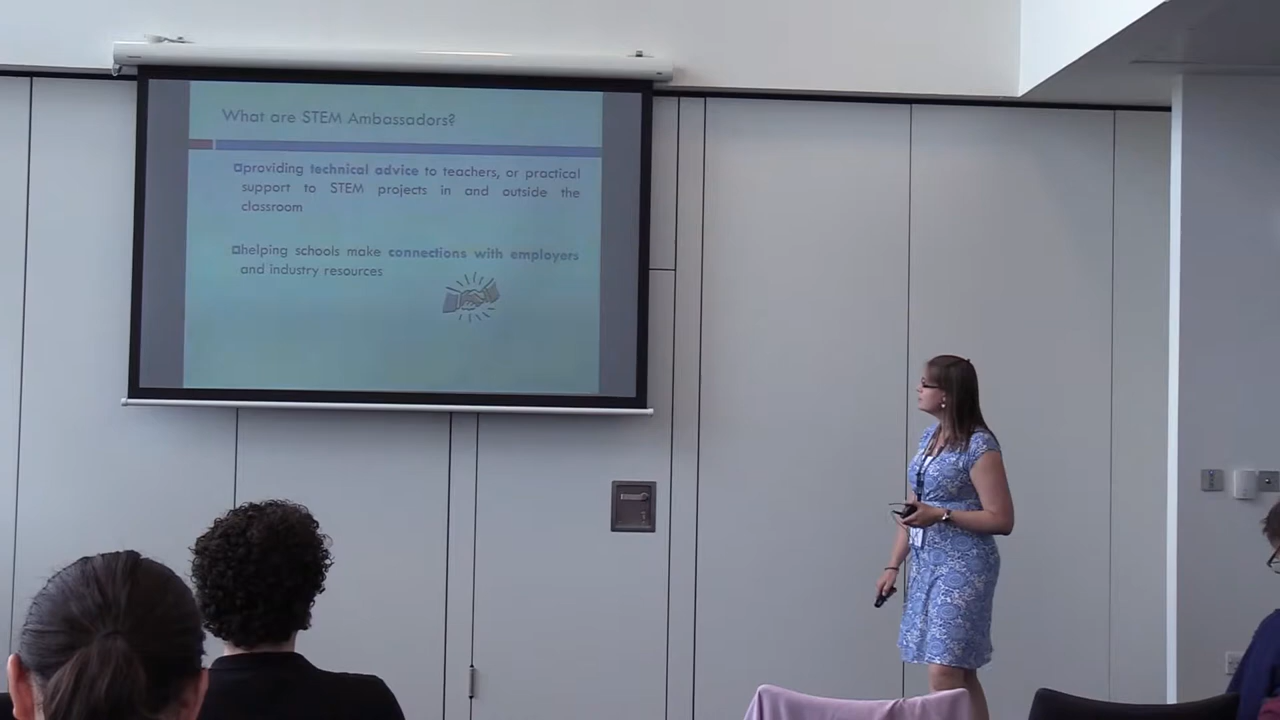 What are STEM Ambassadors?
providing technical advice to teachers, or practical
support to STEM projects in and outside the
classroom
helping schools make connections with employers
and industry resources